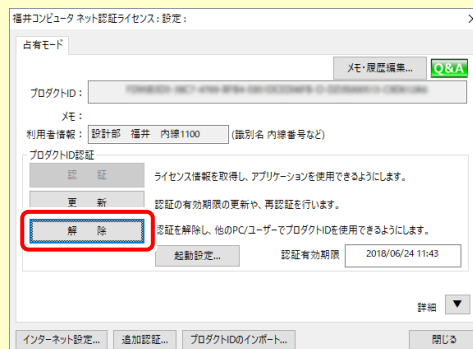 福井コンピュータ ネット認証ライセンス：設定：
占有モード
メモ・履歴編集... Q&A
プロダクトID：
メモ：
利用者情報： 設計部 福井 内線1100 (識別名 内線番号など)
プロダクトID認証
認 証 ライセンス情報を取得し、アプリケーションを使用できるようにします。
更 新 認証の有効期限の更新や、再認証を行います。
解 除 認証を解除し、他のPC/ユーザーでプロダクトIDを使用できるようにします。
起動設定... 認証有効期限 2018/06/24 11:43
詳細 ▼
インターネット設定... 追加認証... プロダクトIDのインポート... 閉じる